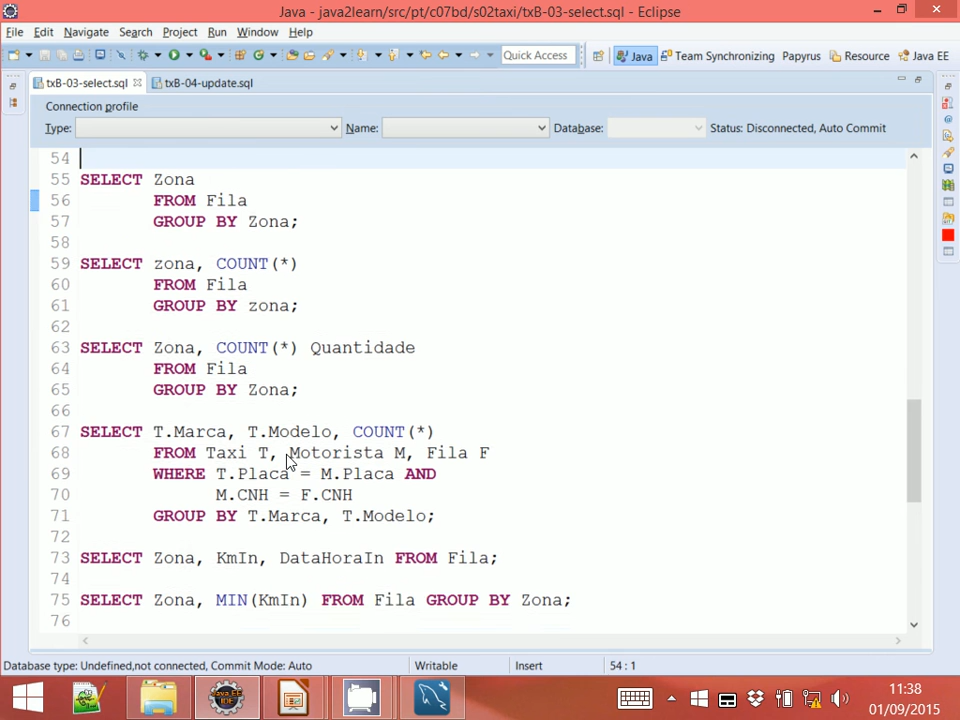 Java - java2learn/src/pt/c07bd/s02taxi/txB-03-select.sql - Eclipse
File Edit Navigate Search Project Run Window Help
Quick Access Java Team Synchronizing Papyrus Resource Java EE
txB-03-select.sql txB-04-update.sql
Connection profile
Type: Name: Database: Status: Disconnected, Auto Commit
54
55 SELECT Zona
56 FROM Fila
57 GROUP BY Zona;
58
59 SELECT zona, COUNT(*)
60 FROM Fila
61 GROUP BY zona;
62
63 SELECT Zona, COUNT(*) Quantidade
64 FROM Fila
65 GROUP BY Zona;
66
67 SELECT T.Marca, T.Modelo, COUNT(*)
68 FROM Taxi T, Motorista M, Fila F
69 WHERE T.Placa = M.Placa AND
70 M.CNH = F.CNH
71 GROUP BY T.Marca, T.Modelo;
72
73 SELECT Zona, KmIn, DataHoraIn FROM Fila;
74
75 SELECT Zona, MIN(KmIn) FROM Fila GROUP BY Zona;
76
Database type: Undefined,not connected, Commit Mode: Auto Writable Insert 54 : 1
Java EE
IDE
11:38
01/09/2015